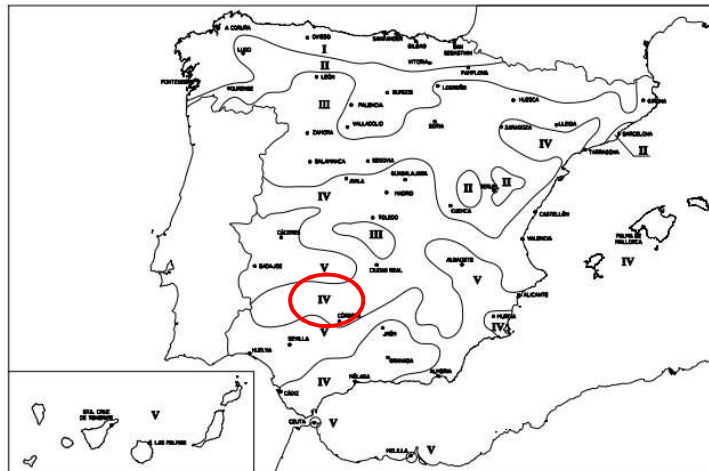 A CORUÑA
OVIEDO
SANTANDER
BILBAO
SAN
SEBASTIAN
LUGO
I
VITORIA
PAMPLONA
II
PONTEVEDRA
LEÓN
OURENSE
BURGOS
LOGROÑO
HUESCA
GIRONA
III
PALENCIA
VALLADOLID
ZAMORA
SORIA
ZARAGOZA
LLEIDA
BARCELONA
IV
TARRAGONA
II
SALAMANCA
SEGOVIA
AVILA
GUADALAJARA
MADRID
IV
II
TERUEL
II
CUENCA
TOLEDO
CASTELLÓN
CÁCERES
III
VALENCIA
PALMA DE
MALLORCA
IV
BADAJOZ
V
CIUDAD REAL
ALBACETE
V
IV
ALICANTE
CÓRDOBA
MURCIA
IV
V
JAÉN
SEVILLA
HUELVA
GRANADA
IV
MÁLAGA
ALMERIA
CÁDIZ
CEUTA
V
MELILLA
V
STA. CRUZ
DE TENERIFE
V
LAS PALMAS